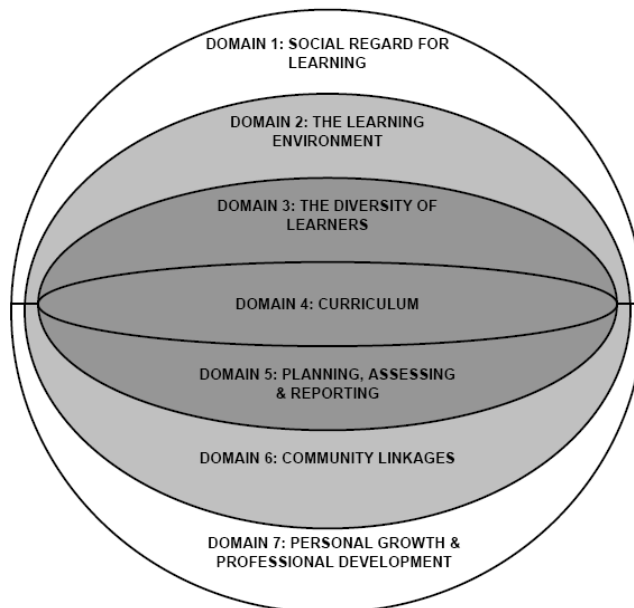 DOMAIN 1: SOCIAL REGARD FOR
LEARNING
DOMAIN 2: THE LEARNING
ENVIRONMENT
DOMAIN 3: THE DIVERSITY OF
LEARNERS
DOMAIN 4: CURRICULUM
DOMAIN 5: PLANNING, ASSESSING
& REPORTING
DOMAIN 6: COMMUNITY LINKAGES
DOMAIN 7: PERSONAL GROWTH &
PROFESSIONAL DEVELOPMENT